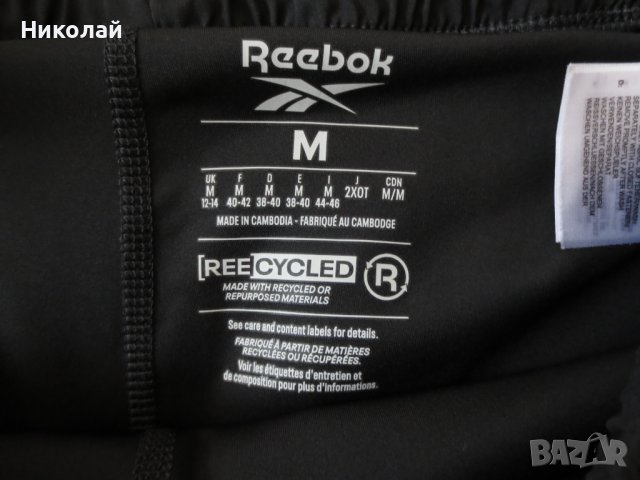 Николай
Reebok
M
UK F D E I J CDN
M M M M M 2XOT M/M
12-14 40-42 38-40 38-40 44-46
MADE IN CAMBODIA - FABRIQUÉ AU CAMBODGE
[REECYCLED R
MADE WITH RECYCLED OR
REPURPOSED MATERIALS
See care and content labels for details.
FABRIQUÉ À PARTIR DE MATIÈRES
RECYCLÉES OU RÉCUPÉRÉES.
Voir les étiquettes d'entretien et
de composition pour plus d'informations.
BAZAR